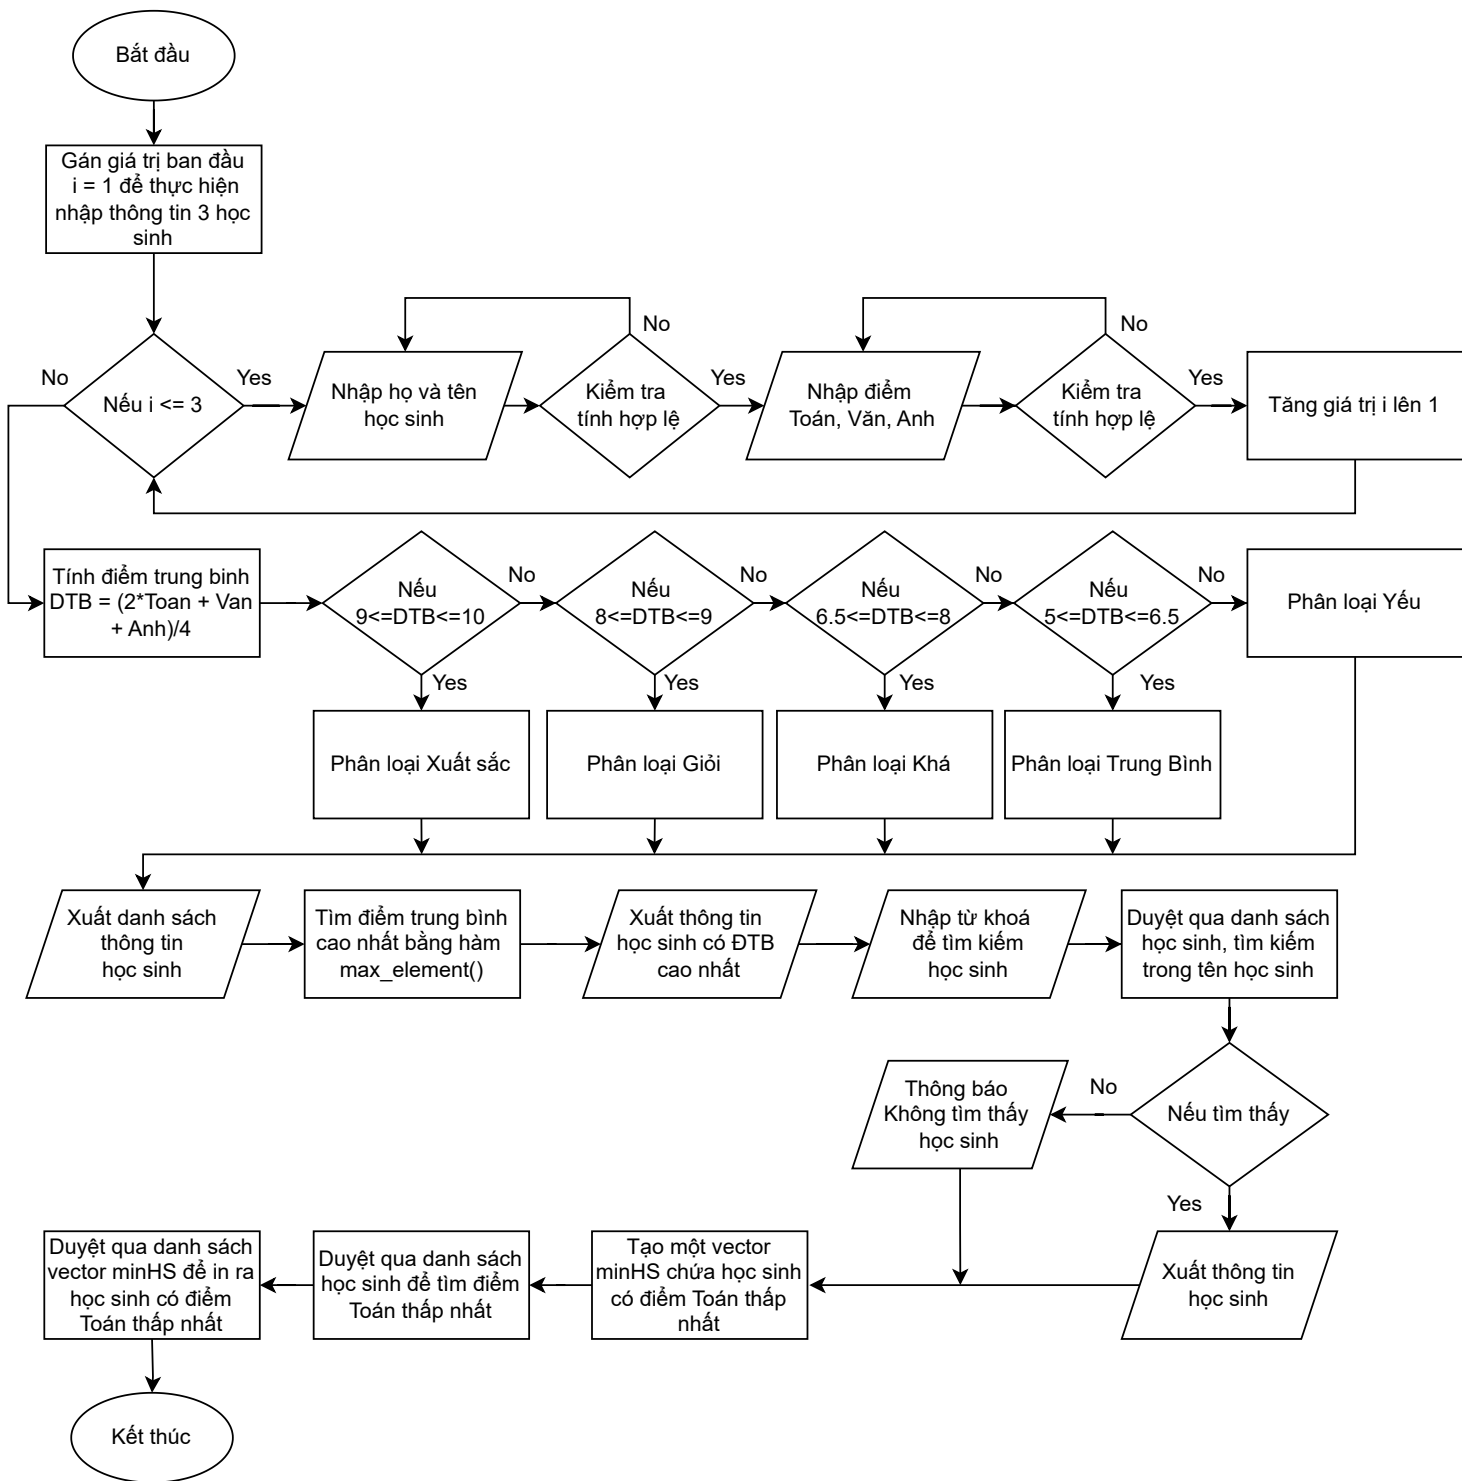 Bắt đầu
Gán giá trị ban đầu
i = 1 để thực hiện
nhập thông tin 3 học
sinh
No
Nếu i <= 3
Yes
Nhập họ và tên
học sinh
No
Kiểm tra
tính hợp lệ
Yes
Nhập điểm
Toán, Văn, Anh
No
Kiểm tra
tính hợp lệ
Yes
Tăng giá trị i lên 1
Tính điểm trung binh
DTB = (2*Toan + Van
+ Anh)/4
Nếu
9<=DTB<=10
No
Nếu
8<=DTB<=9
No
Nếu
6.5<=DTB<=8
No
Nếu
5<=DTB<=6.5
No
Phân loại Yếu
Yes
Yes
Yes
Yes
Phân loại Xuất sắc
Phân loại Giỏi
Phân loại Khá
Phân loại Trung Bình
Xuất danh sách
thông tin
học sinh
Tìm điểm trung bình
cao nhất bằng hàm
max_element()
Xuất thông tin
học sinh có ĐTB
cao nhất
Nhập từ khoá
để tìm kiếm
học sinh
Duyệt qua danh sách
học sinh, tìm kiếm
trong tên học sinh
Nếu tìm thấy
No
Thông báo
Không tìm thấy
học sinh
Yes
Xuất thông tin
học sinh
Tạo một vector
minHS chứa học sinh
có điểm Toán thấp
nhất
Duyệt qua danh sách
học sinh để tìm điểm
Toán thấp nhất
Duyệt qua danh sách
vector minHS để in ra
học sinh có điểm
Toán thấp nhất
Kết thúc